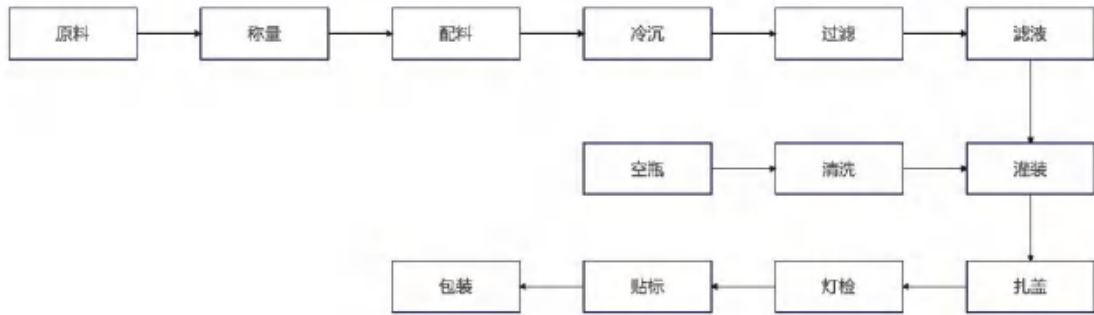 原料 称量 配料 冷沉 过滤 滤液
空瓶 清洗 灌装
包装 贴标 灯检 扎盖